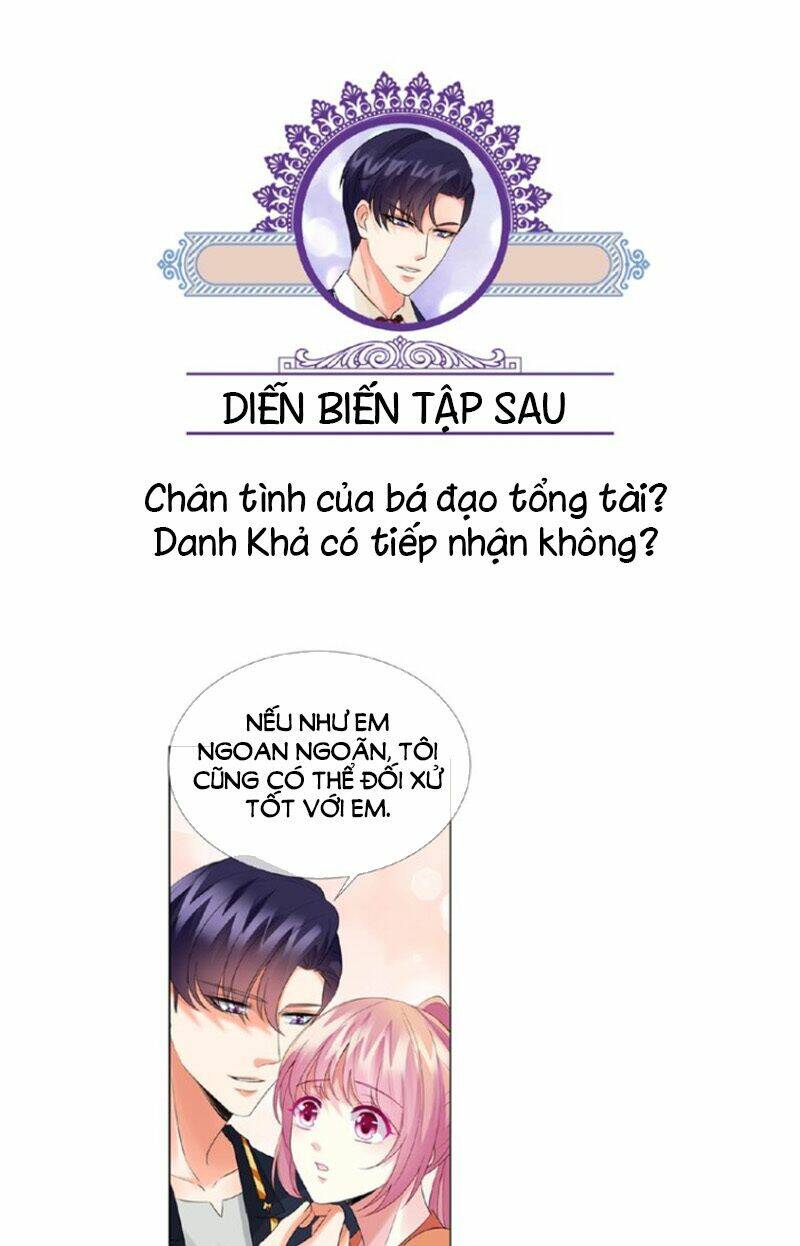 DIỄN BIẾN TẬP SAU
Chân tình của bá đạo tổng tài?
Danh Khả có tiếp nhận không?
NẾU NHƯ EM
NGOAN NGOÃN, TÔI
CŨNG CÓ THỂ ĐỐI XỬ
TỐT VỚI EM.